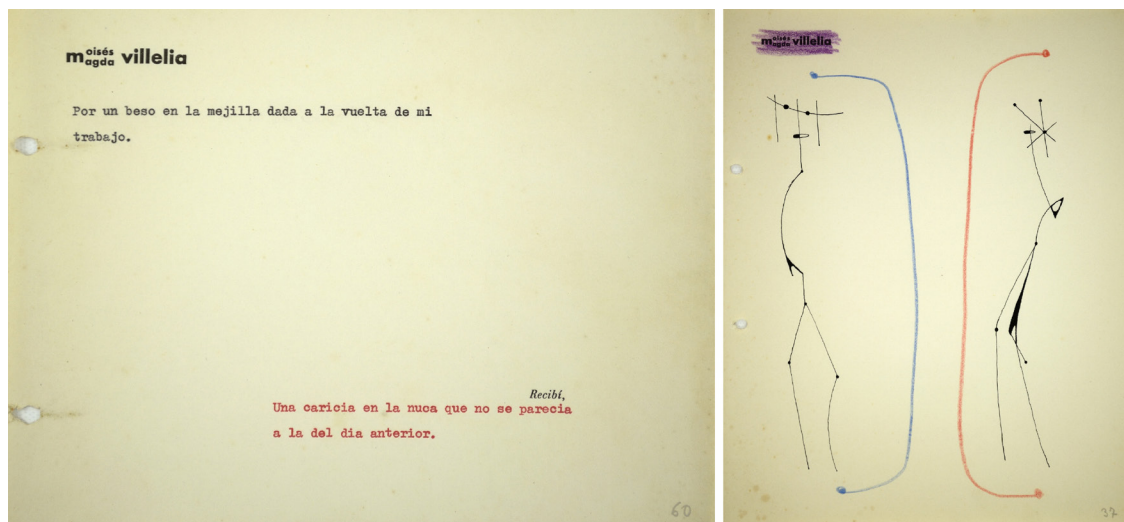 moisés
magda villelia
Por un beso en la mejilla dada a la vuelta de mi
trabajo.
Recibí,
Una caricia en la nuca que no se parecia
a la del dia anterior.
60
moisés
magda villelia
37